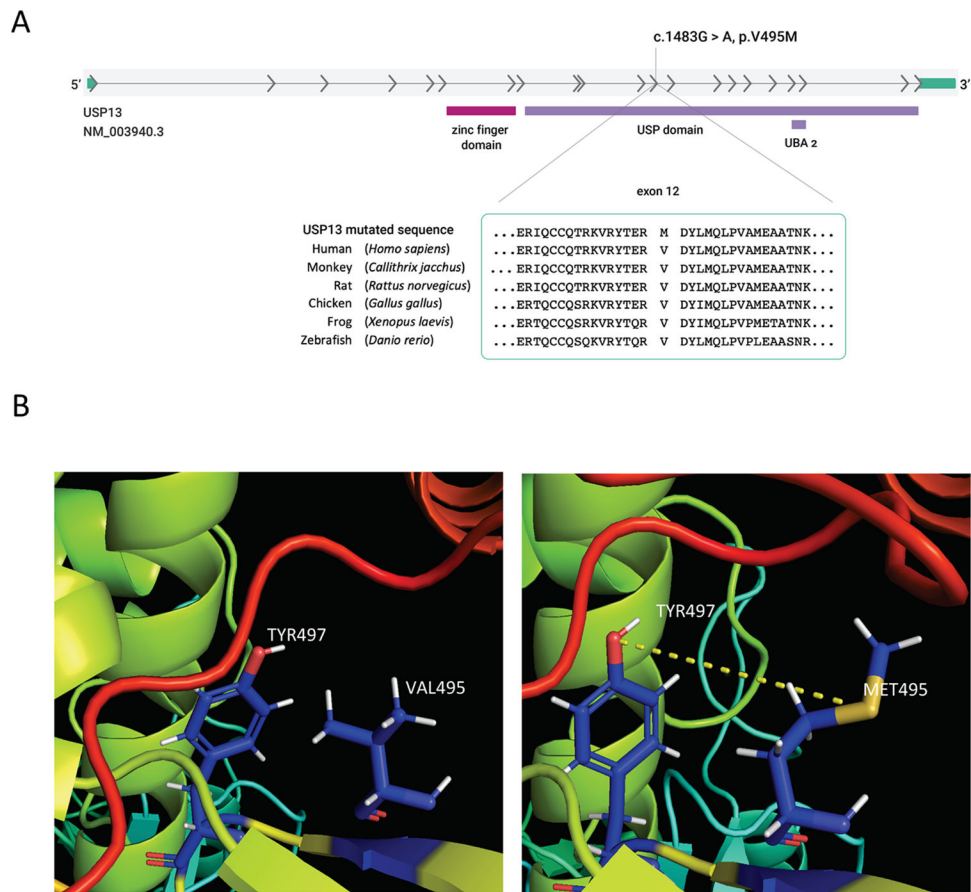 A
c.1483G > A, p.V495M
5' 3'
USP13
NM_003940.3
zinc finger
domain
USP domain
UBA 2
exon 12
USP13 mutated sequence ...ERIQCCQTRKVRYTER M DYLMQLPVAMEAATNK...
Human (Homo sapiens) ...ERIQCCQTRKVRYTER V DYLMQLPVAMEAATNK...
Monkey (Callithrix jacchus) ...ERIQCCQTRKVRYTER V DYLMQLPVAMEAATNK...
Rat (Rattus norvegicus) ...ERIQCCQTRKVRYTER V DYLMQLPVAMEAATNK...
Chicken (Gallus gallus) ...ERTQCCQSRKVRYTER V DYIMQLPVAMEAATNK...
Frog (Xenopus laevis) ...ERTQCCQSRKVRYTQR V DYIMQLPVPMETATNK...
Zebrafish (Danio rerio) ...ERTQCCQSQKVRYTQR V DYLMQLPVPLEAASNR...
B
TYR497
VAL495
TYR497
MET495